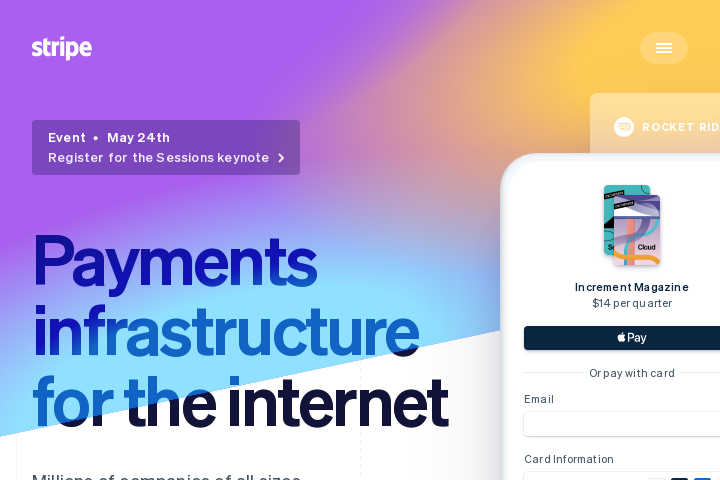 stripe
Event • May 24th
Register for the Sessions keynote
ROCKET RID
Payments
infrastructure
for the internet
Cloud
Increment Magazine
$14 per quarter
Pay
Or pay with card
Email
Card Information
Millions of companies of all sizes